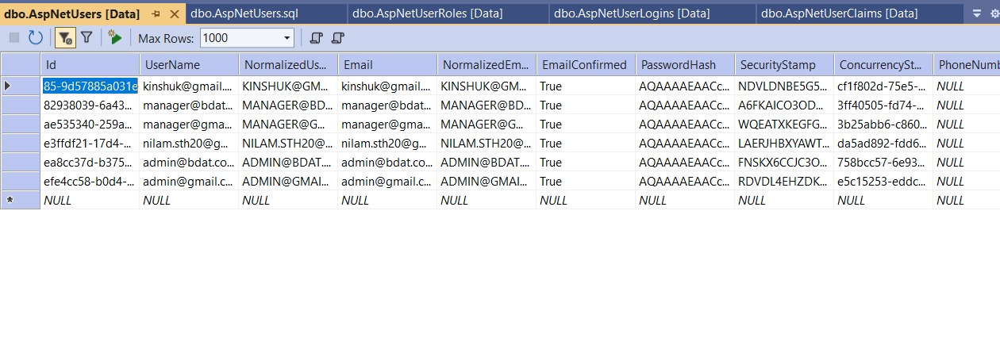 dbo.AspNetUsers [Data] dbo.AspNetUsers.sql dbo.AspNetUserRoles [Data] dbo.AspNetUserLogins [Data] dbo.AspNetUserClaims [Data]
Max Rows: 1000
Id UserName NormalizedUs... Email NormalizedEm... EmailConfirmed PasswordHash SecurityStamp ConcurrencySt... PhoneNumb
85-9d57885a031e kinshuk@gmail.... KINSHUK@GM... kinshuk@gmail.... KINSHUK@GM... True AQAAAAEAACc... NDVLDNBE5G5... cf1f802d-75e5-... NULL
82938039-6a43... manager@bdat... MANAGER@BD... manager@bdat... MANAGER@BD... True AQAAAAEAACc... A6FKAICO3OD... 3ff40505-fd74-... NULL
ae535340-259a... manager@gma... MANAGER@G... manager@gma... MANAGER@G... True AQAAAAEAACc... WQEATXKEGFG... 3b25abb6-c860... NULL
e3ffdf21-17d4-... nilam.sth20@g... NILAM.STH20@... nilam.sth20@g... NILAM.STH20@... True AQAAAAEAACc... LAERJHBXYAWT... da5ad892-fdd6... NULL
ea8cc37d-b375... admin@bdat.co... ADMIN@BDAT.... admin@bdat.co... ADMIN@BDAT.... True AQAAAAEAACc... FNSKX6CCJC3O... 758bcc57-6e93... NULL
efe4cc58-b0d4-... admin@gmail.c... ADMIN@GMAI... admin@gmail.c... ADMIN@GMAI... True AQAAAAEAACc... RDVDL4EHZDK... e5c15253-eddc... NULL
NULL NULL NULL NULL NULL NULL NULL NULL NULL NULL